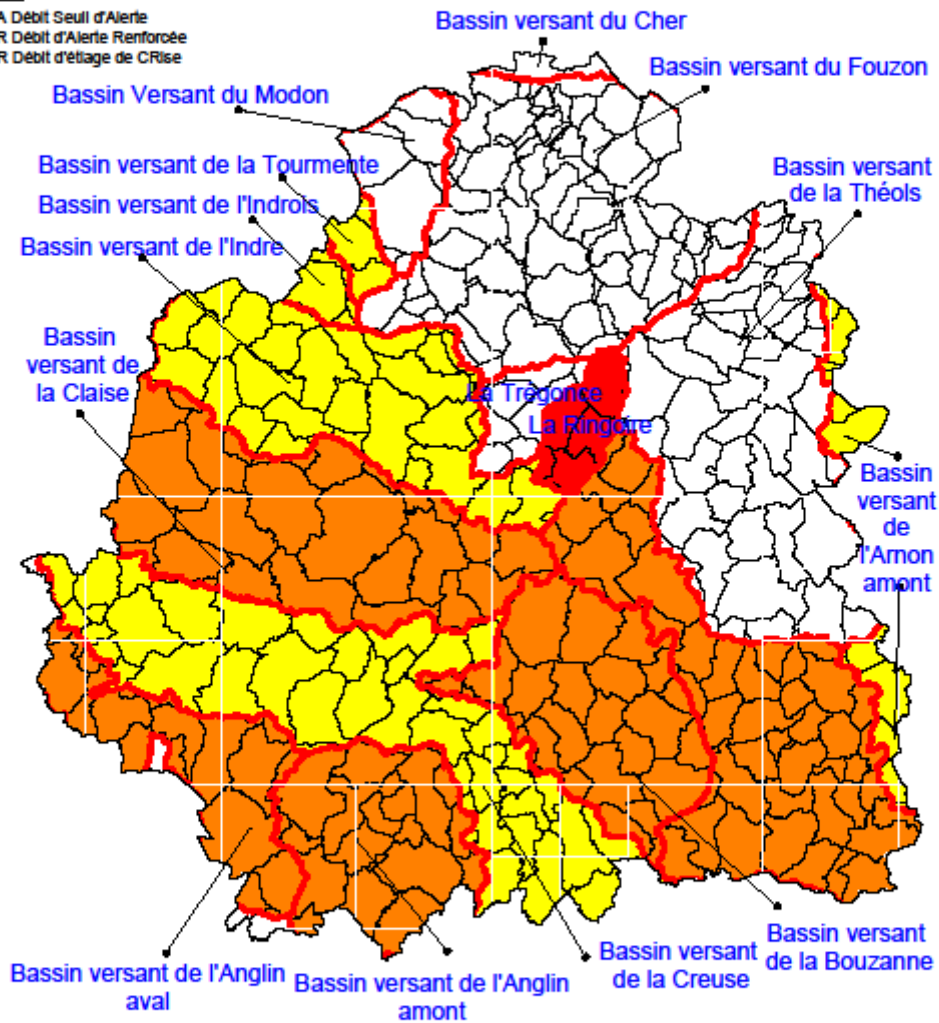 A Débit Seuil d'Alerte
R Débit d'Alerte Renforcée
R Débit d'étiage de CRise
Bassin versant du Cher
Bassin versant du Fouzon
Bassin Versant du Modon
Bassin versant de la Tourmente
Bassin versant
de la Théols
Bassin versant de l'Indrois
Bassin versant de l'Indre
Bassin
versant de
la Claise
La Trégonce
La Ringoire
Bassin
versant
de
l'Arnon
amont
Bassin versant de l'Anglin
aval
Bassin versant de l'Anglin
amont
Bassin versant
de la Creuse
Bassin versant
de la Bouzanne